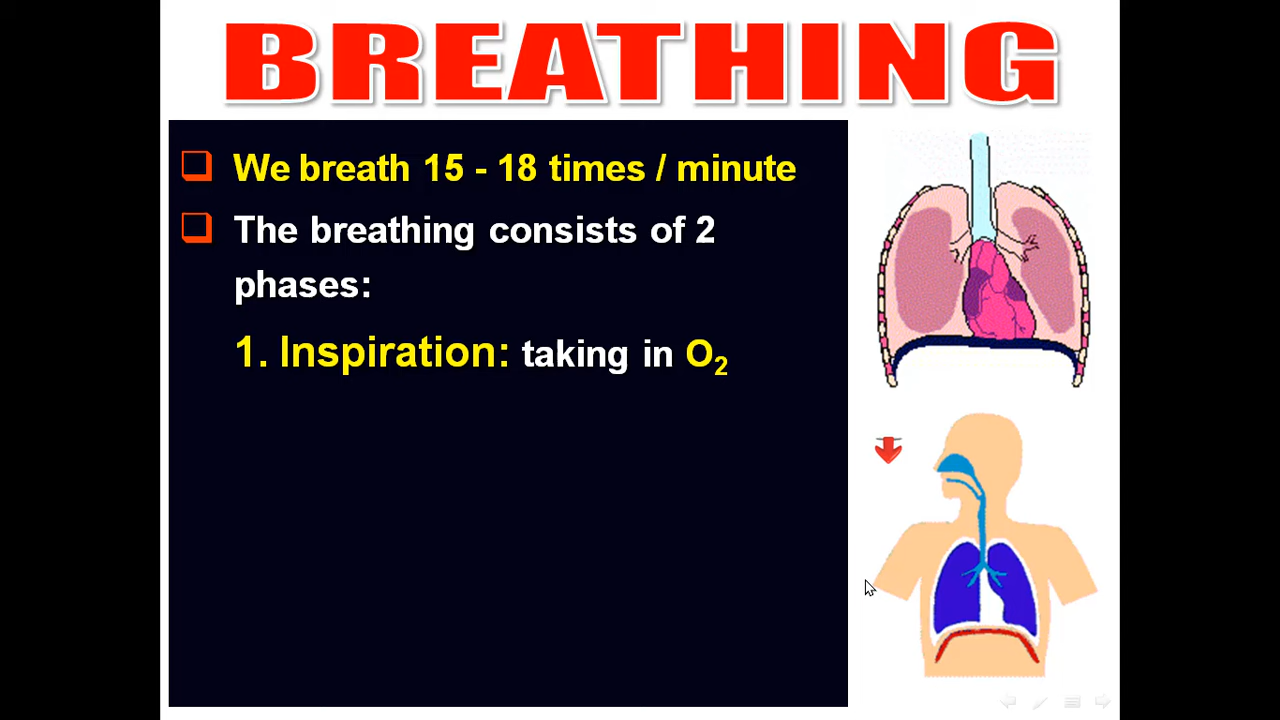 BREATHING
We breath 15 - 18 times / minute
The breathing consists of 2
phases:
1. Inspiration: taking in O₂